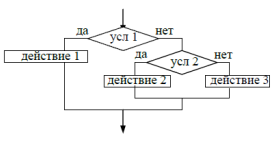 да усл 1 нет
действие 1
да усл 2 нет
действие 2 действие 3